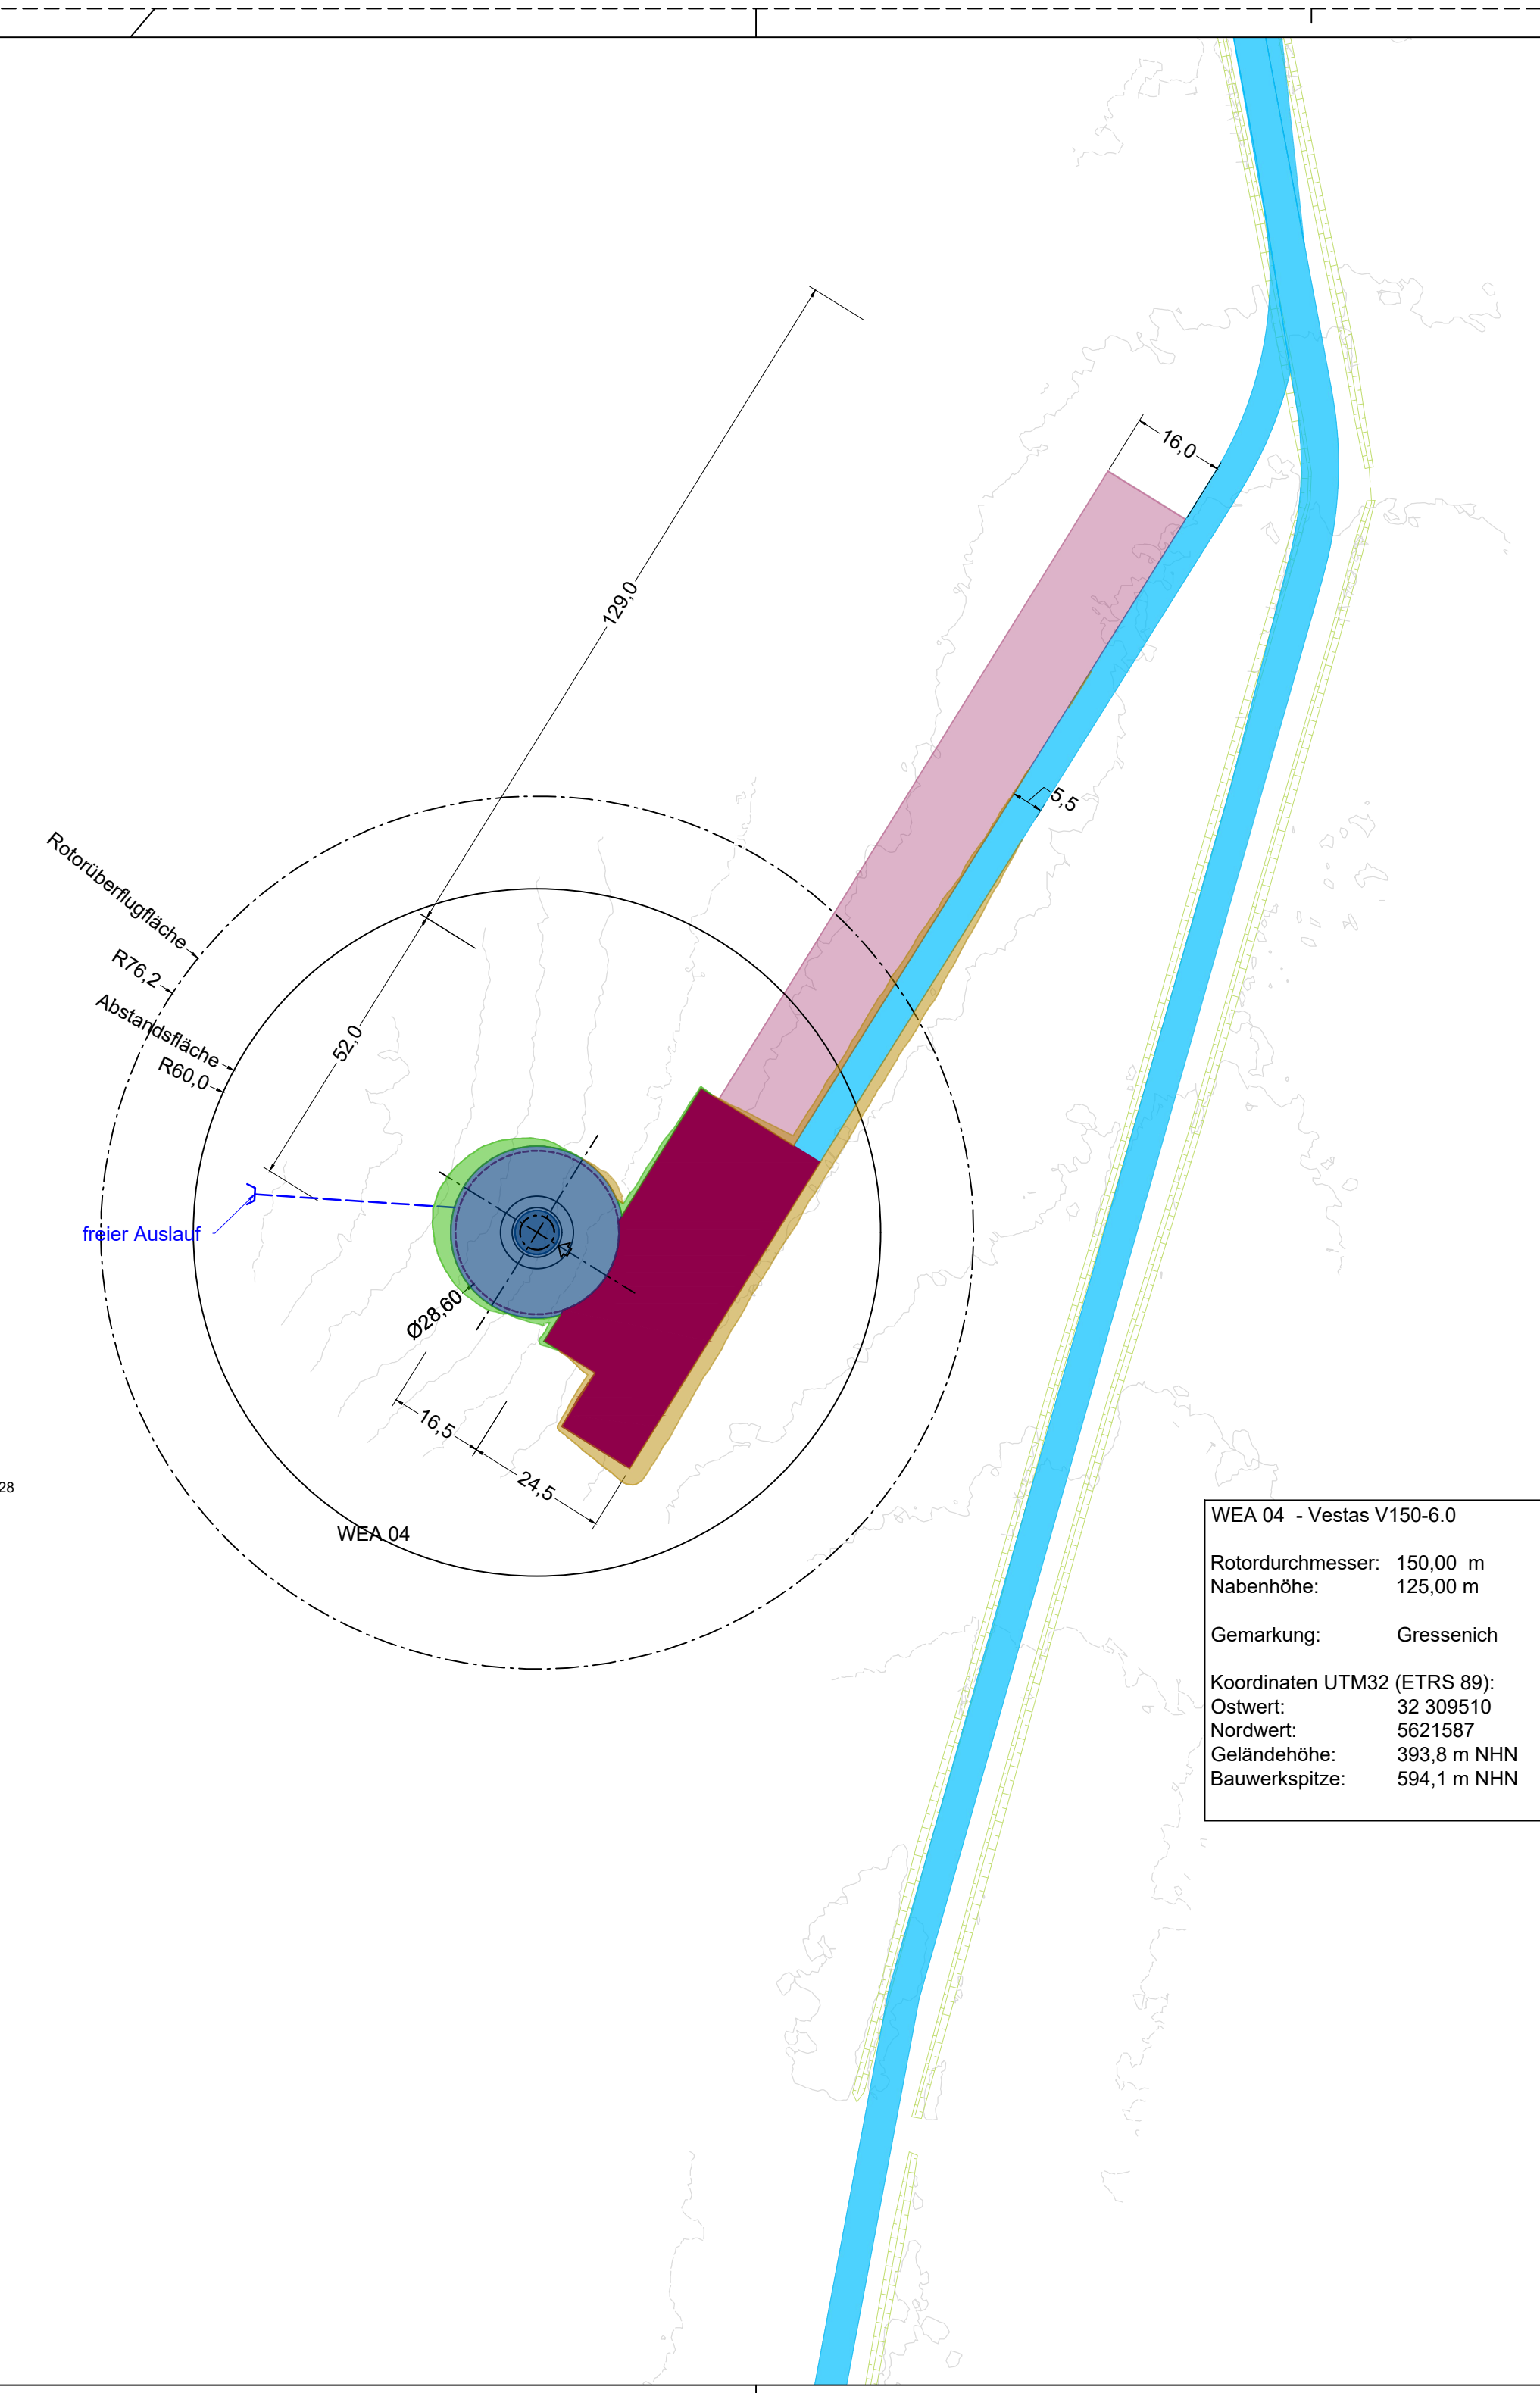 16,0
129,0
5,5
Rotorüberflugfläche
R76,2
Abstandsfläche
R60,0
52,0
freier Auslauf
Ø28,60
16,5
24,5
28
WEA 04
WEA 04 - Vestas V150-6.0
Rotordurchmesser: 150,00 m
Nabenhöhe: 125,00 m
Gemarkung: Gressenich
Koordinaten UTM32 (ETRS 89):
Ostwert: 32 309510
Nordwert: 5621587
Geländehöhe: 393,8 m NHN
Bauwerkspitze: 594,1 m NHN